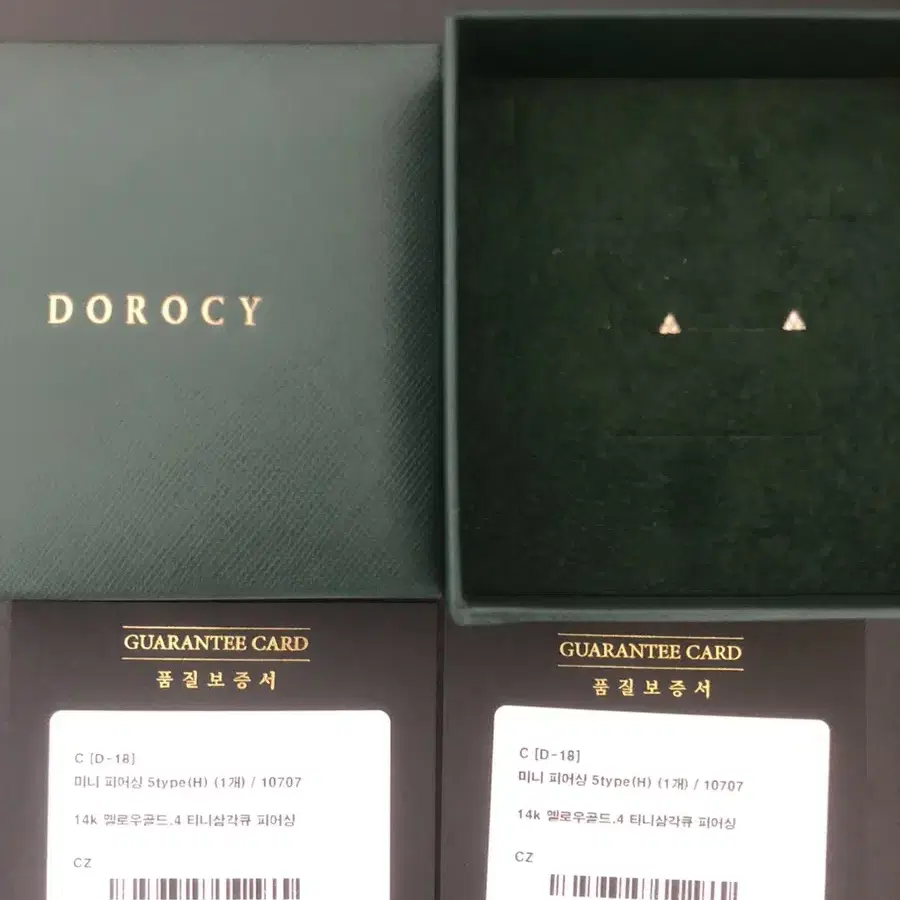 DOROCY
GUARANTEE CARD
품질보증서
C [D-18]
미니 피어싱 5type(H) (1개) / 10707
14k 옐로우골드.4 타니삼각큐 피어싱
CZ
GUARANTEE CARD
품질보증서
C [D-18]
미니 피어싱 5type(H) (1개) / 10707
14k 옐로우골드.4 타니삼각큐 피어싱
CZ